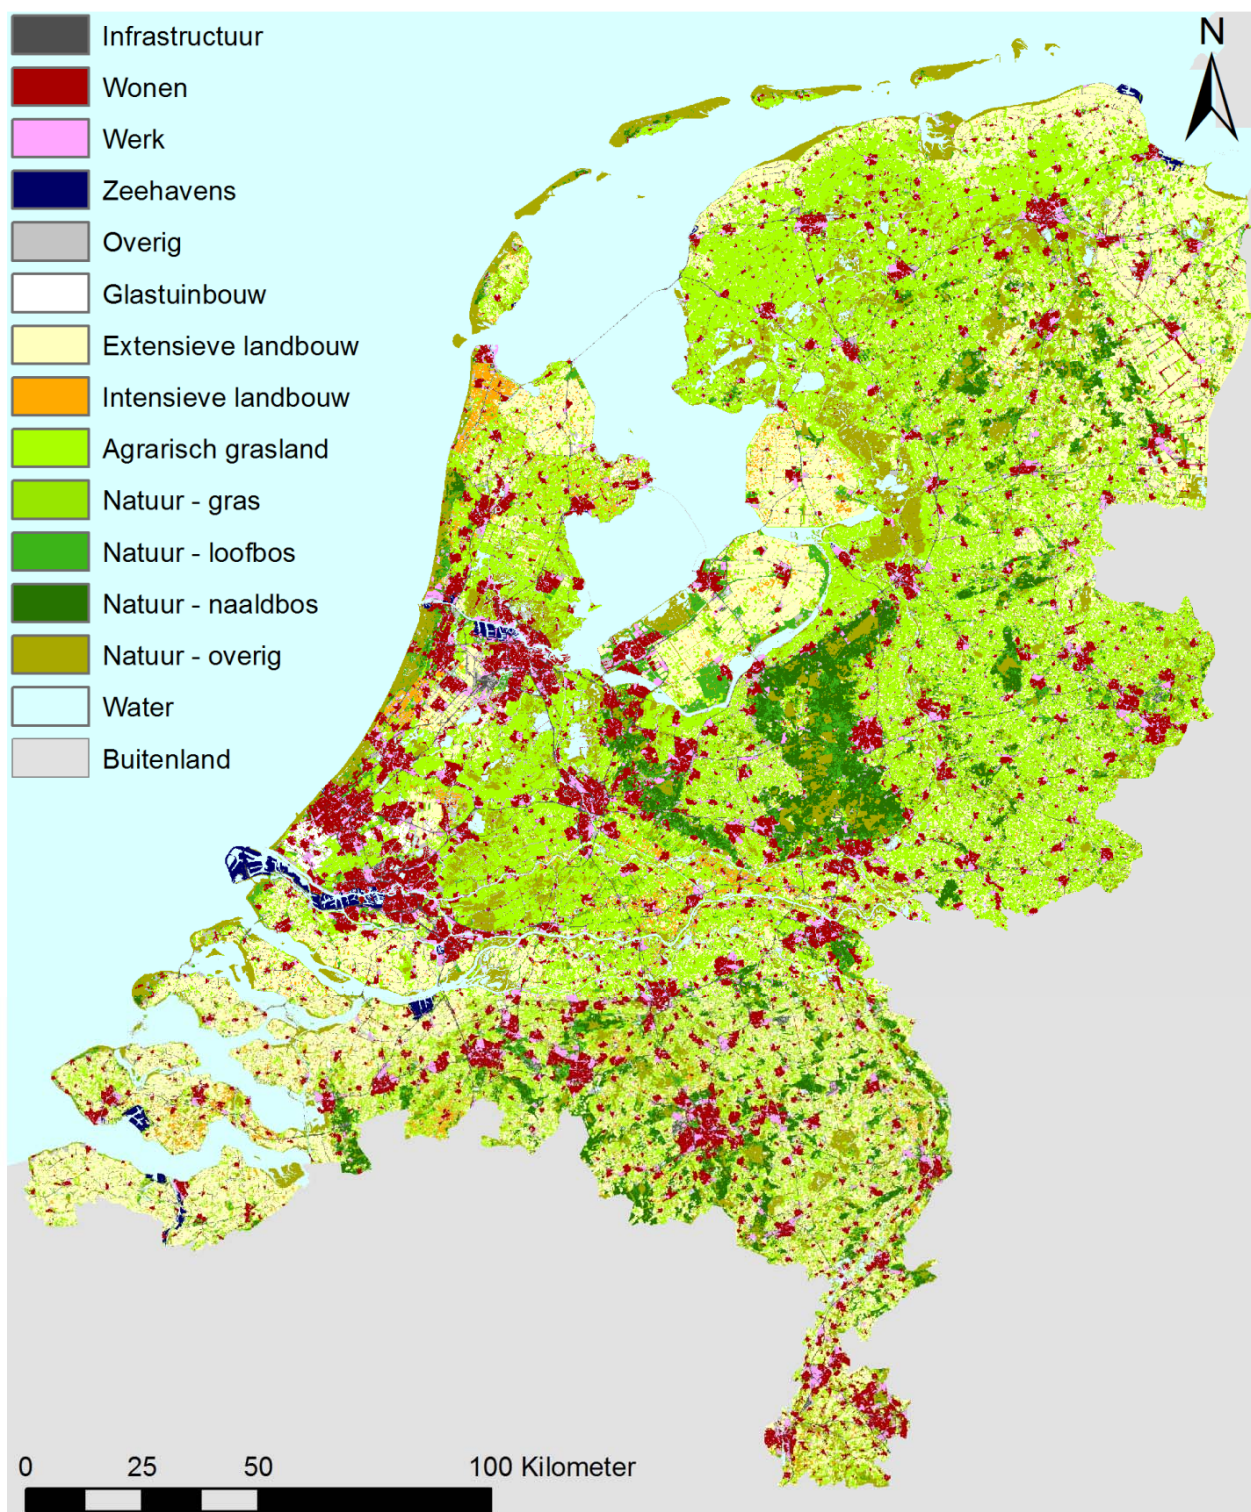 Infrastructuur
Wonen
Werk
Zeehavens
Overig
Glastuinbouw
Extensieve landbouw
Intensieve landbouw
Agrarisch grasland
Natuur - gras
Natuur - loofbos
Natuur - naaldbos
Natuur - overig
Water
Buitenland
N
0 25 50 100 Kilometer